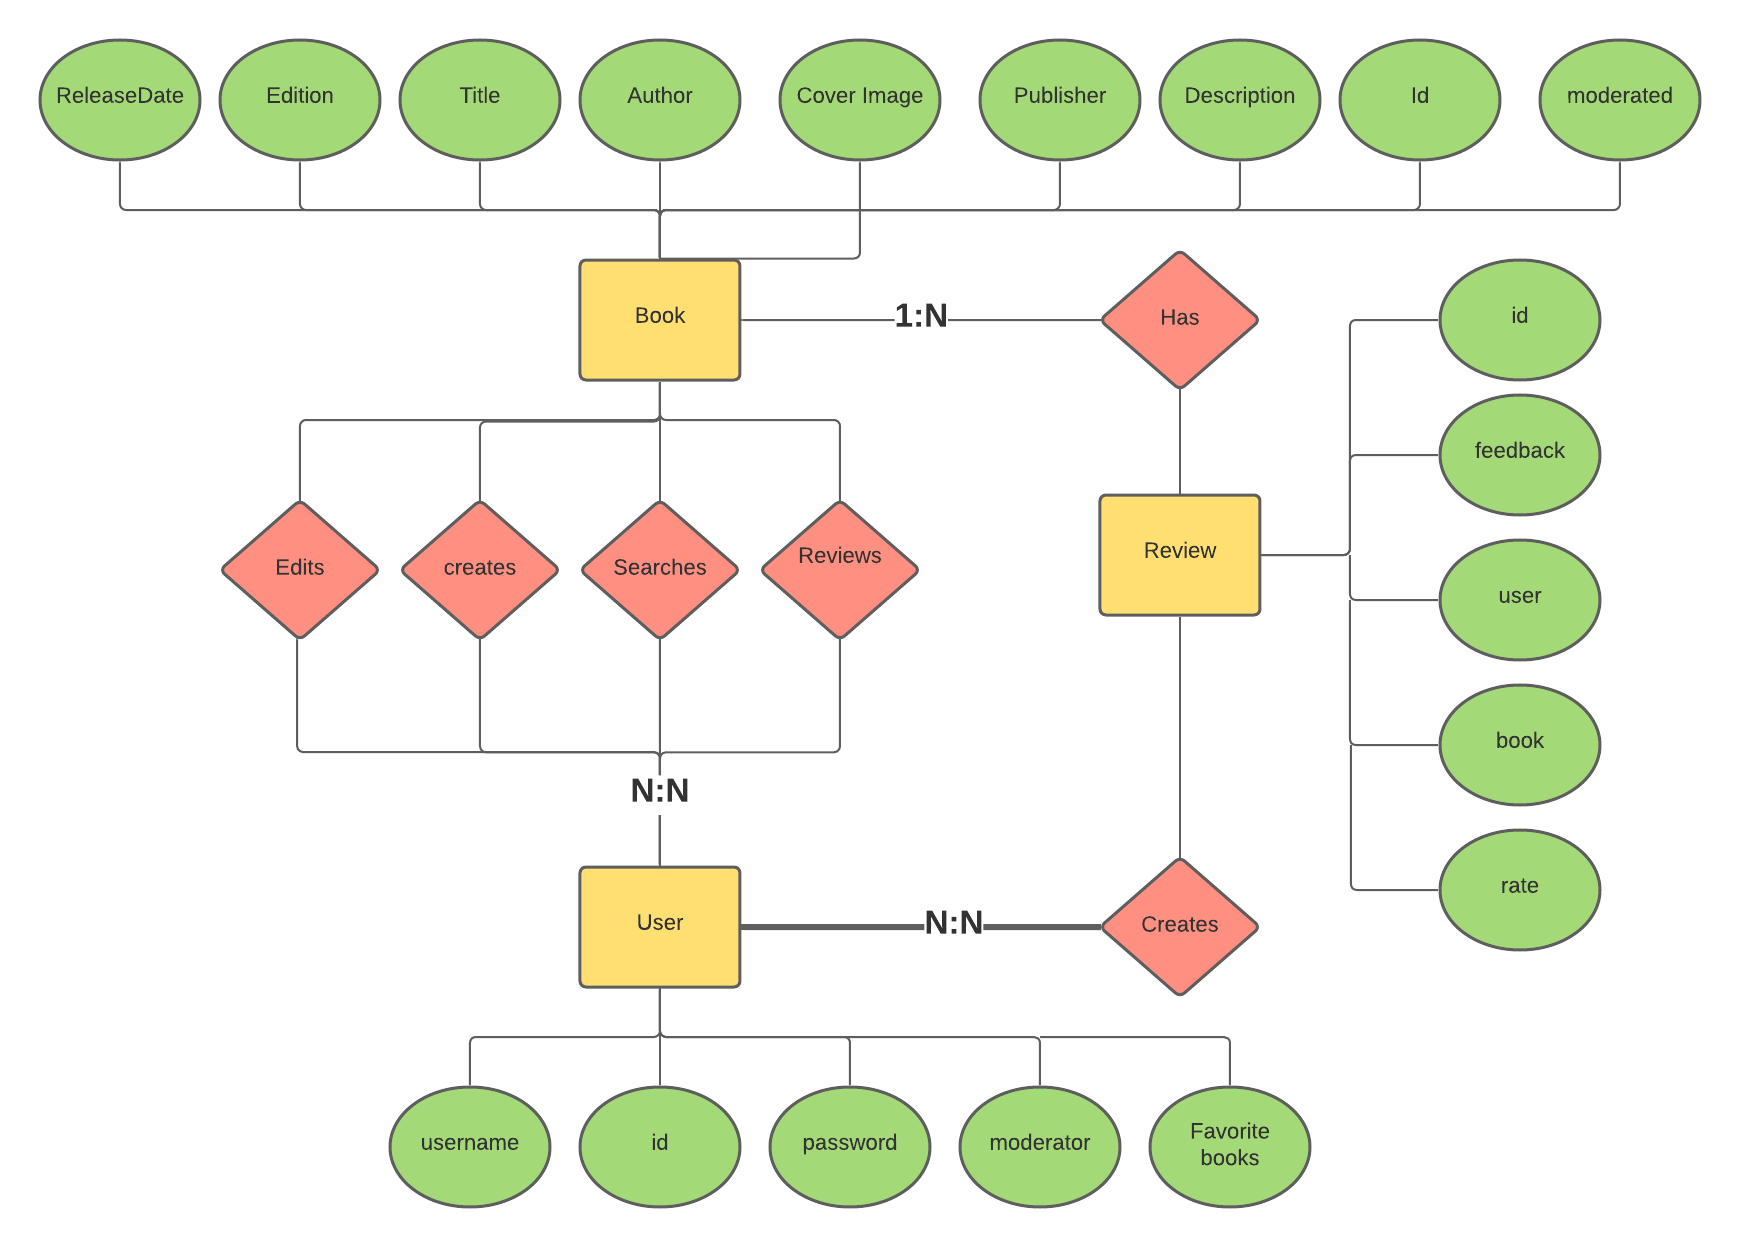 ReleaseDate
Edition
Title
Author
Cover Image
Publisher
Description
Id
moderated
Book
1:N
Has
id
feedback
Edits
creates
Searches
Reviews
Review
user
book
N:N
rate
User
N:N
Creates
username
id
password
moderator
Favorite
books